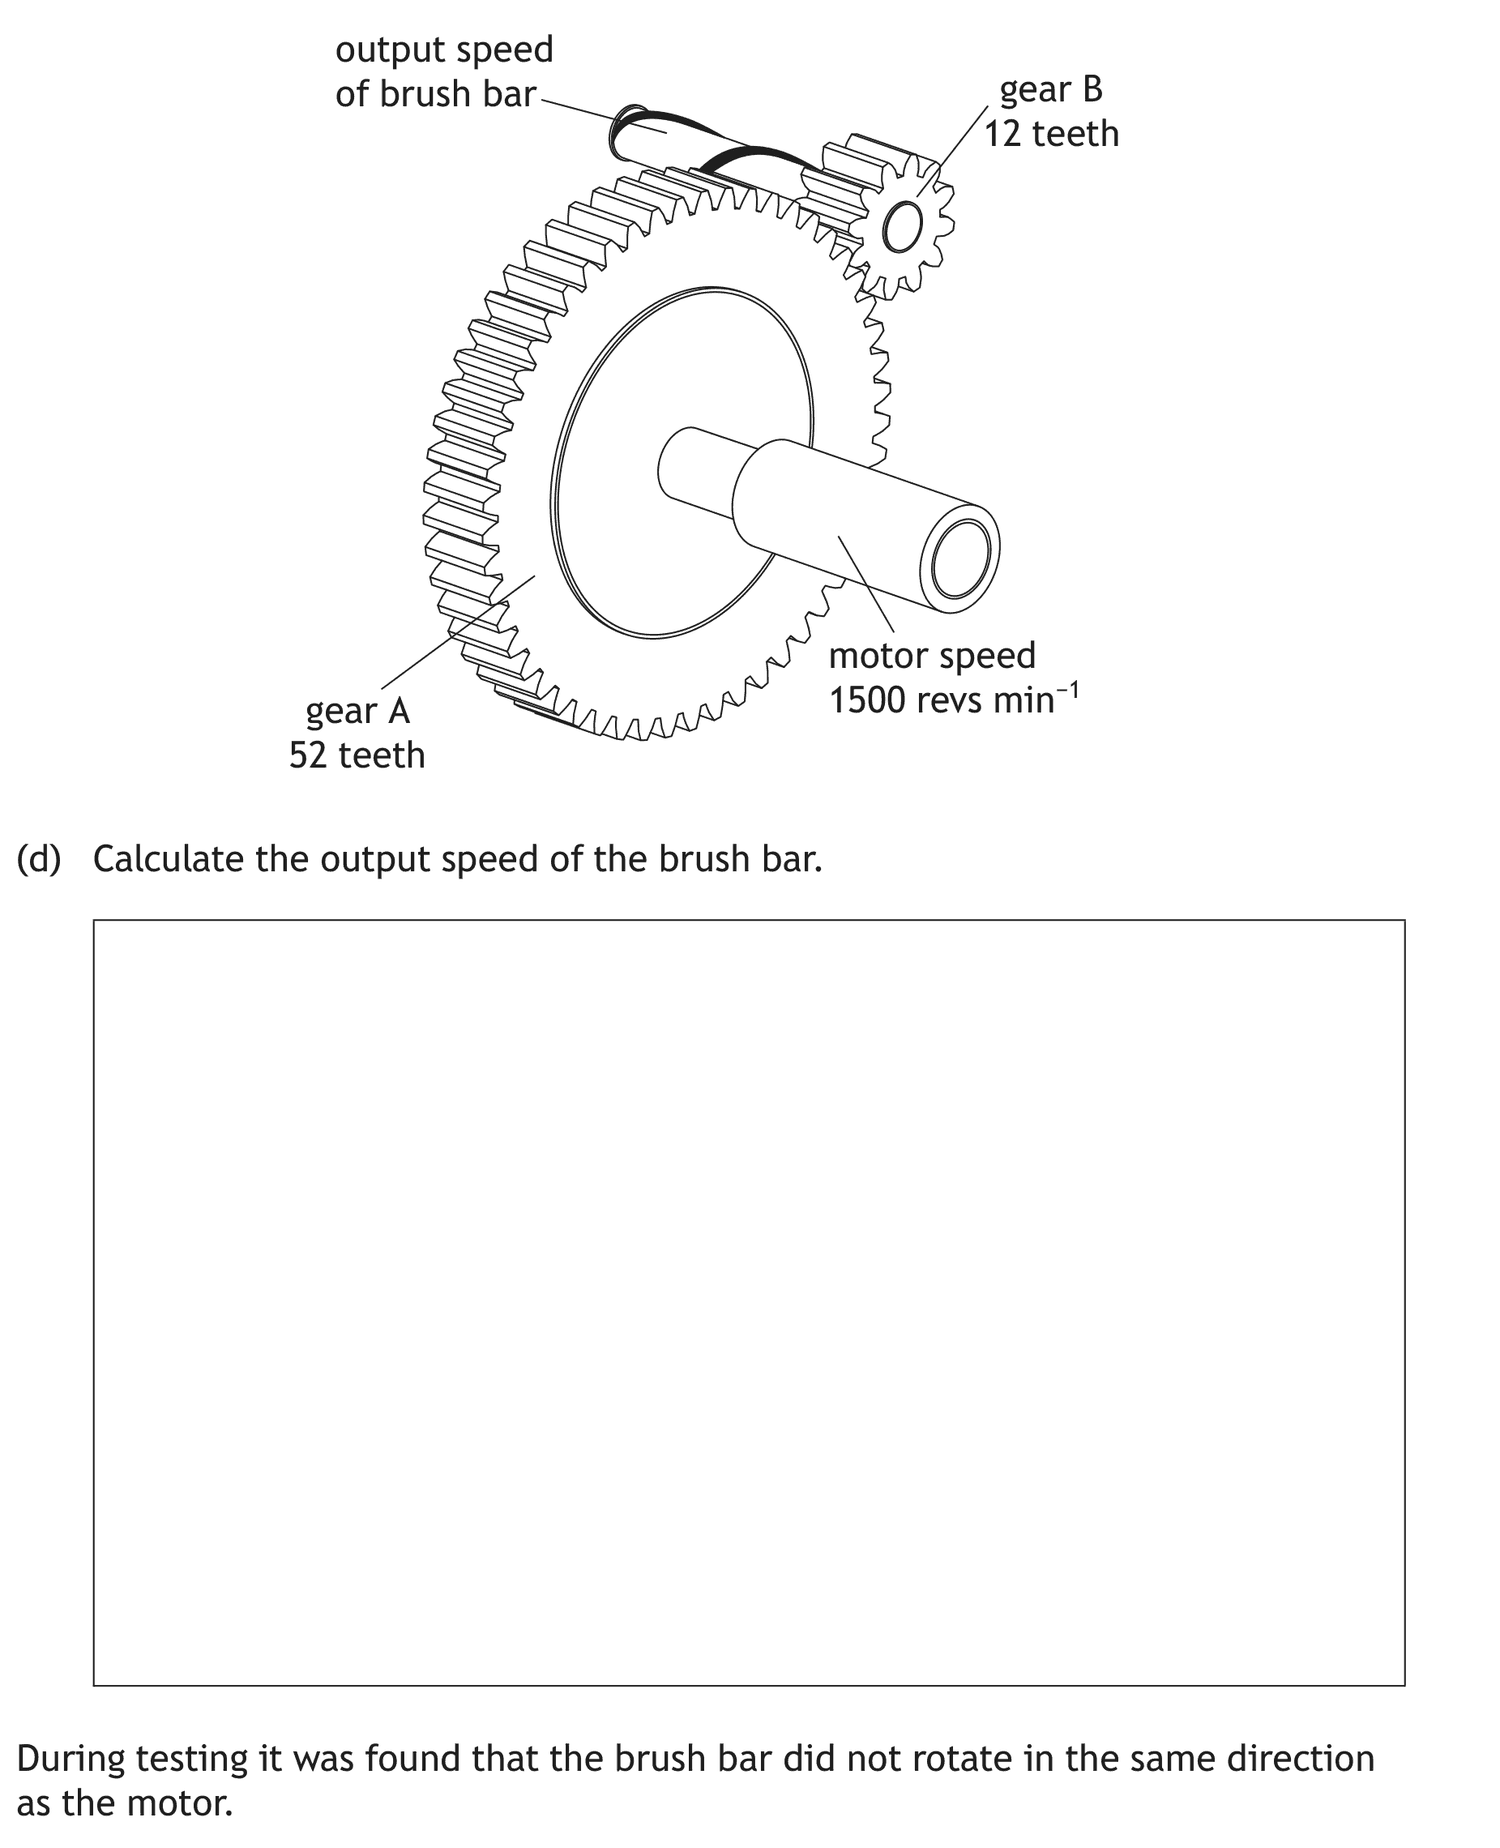 output speed
of brush bar
gear B
12 teeth
motor speed
1500 revs min⁻¹
gear A
52 teeth
(d) Calculate the output speed of the brush bar.
During testing it was found that the brush bar did not rotate in the same direction
as the motor.